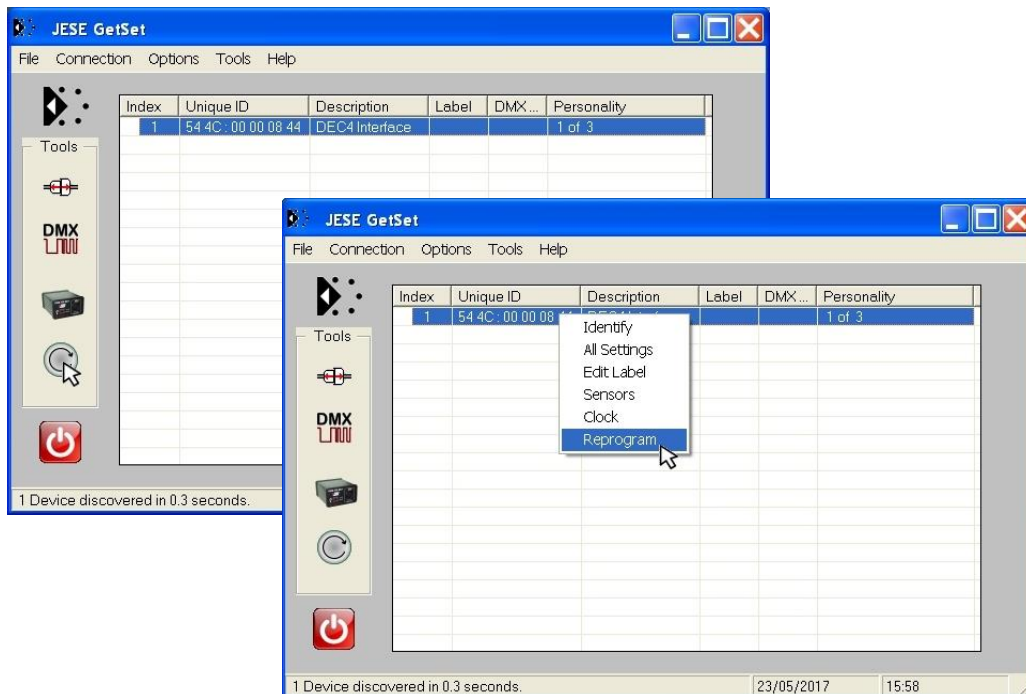 JESE GetSet
File Connection Options Tools Help
Index Unique ID Description Label DMX... Personality
1 54 4C : 00 00 08 44 DEC4 Interface 1 of 3
Tools
DMX
1 Device discovered in 0.3 seconds.
JESE GetSet
File Connection Options Tools Help
Index Unique ID Description Label DMX... Personality
1 54 4C : 00 00 08 1 of 3
Tools
Identify
All Settings
Edit Label
Sensors
Clock
Reprogram
DMX
1 Device discovered in 0.3 seconds. 23/05/2017 15:58